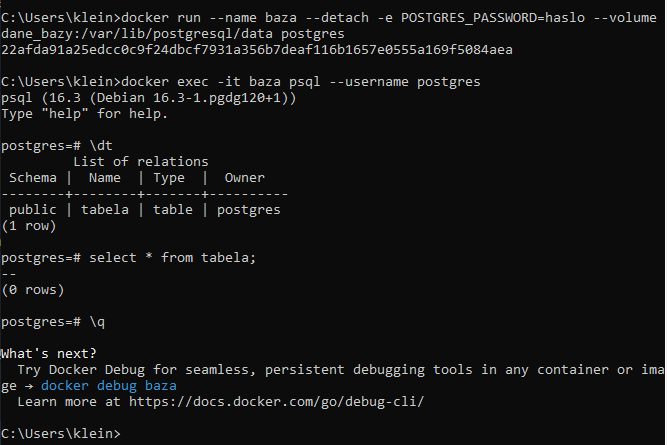 C:\Users\klein>docker run --name baza --detach -e POSTGRES_PASSWORD=haslo --volume
dane_bazy:/var/lib/postgresql/data postgres
22afda91a25edcc0c9f24dbcf7931a356b7deaf116b1657e0555a169f5084aea

C:\Users\klein>docker exec -it baza psql --username postgres
psql (16.3 (Debian 16.3-1.pgdg120+1))
Type "help" for help.

postgres=# \dt
         List of relations
 Schema |  Name  | Type  |  Owner
--------+--------+-------+----------
 public | tabela | table | postgres
(1 row)

postgres=# select * from tabela;
--
(0 rows)

postgres=# \q

What's next?
  Try Docker Debug for seamless, persistent debugging tools in any container or ima
ge → docker debug baza
  Learn more at https://docs.docker.com/go/debug-cli/

C:\Users\klein>